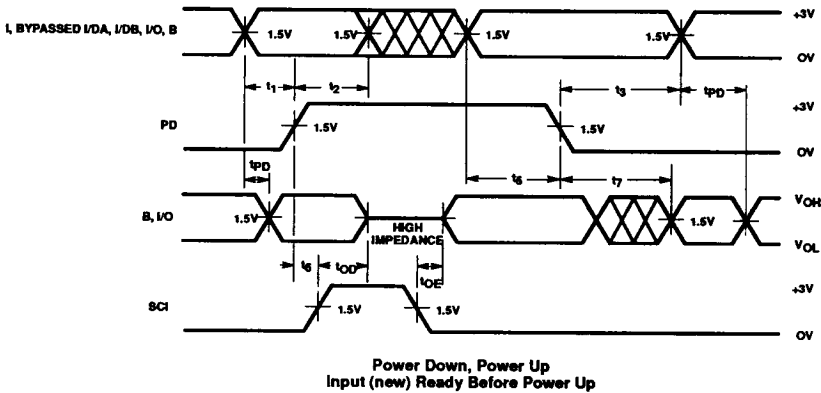 I, BYPASSED I/DA, I/DB, I/O, B
1.5V
1.5V
1.5V
1.5V
+3V
0V
t1
t2
t3
tPD
PD
1.5V
1.5V
+3V
0V
tPD
t6
t7
B, I/O
1.5V
HIGH
IMPEDANCE
1.5V
VOH
VOL
t5
tOD
tOE
SCI
1.5V
1.5V
+3V
0V
Power Down, Power Up
Input (new) Ready Before Power Up